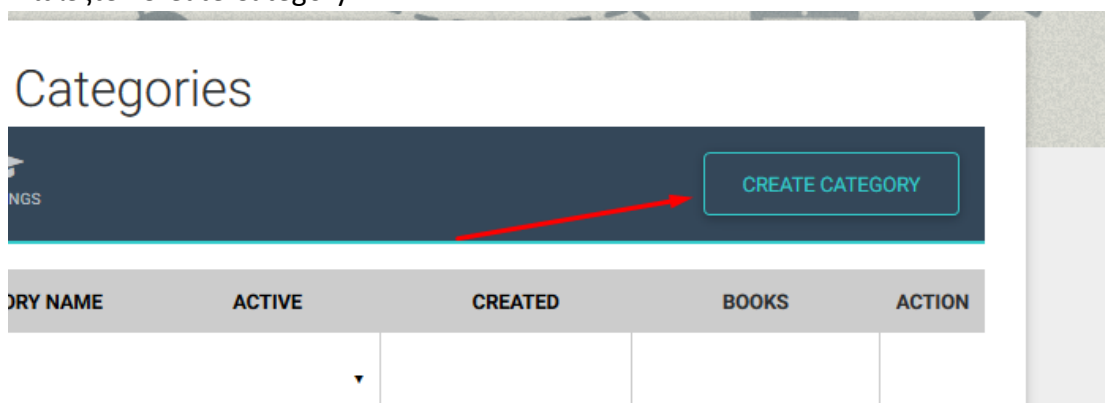 Categories
NGS
CREATE CATEGORY
ORY NAME ACTIVE CREATED BOOKS ACTION